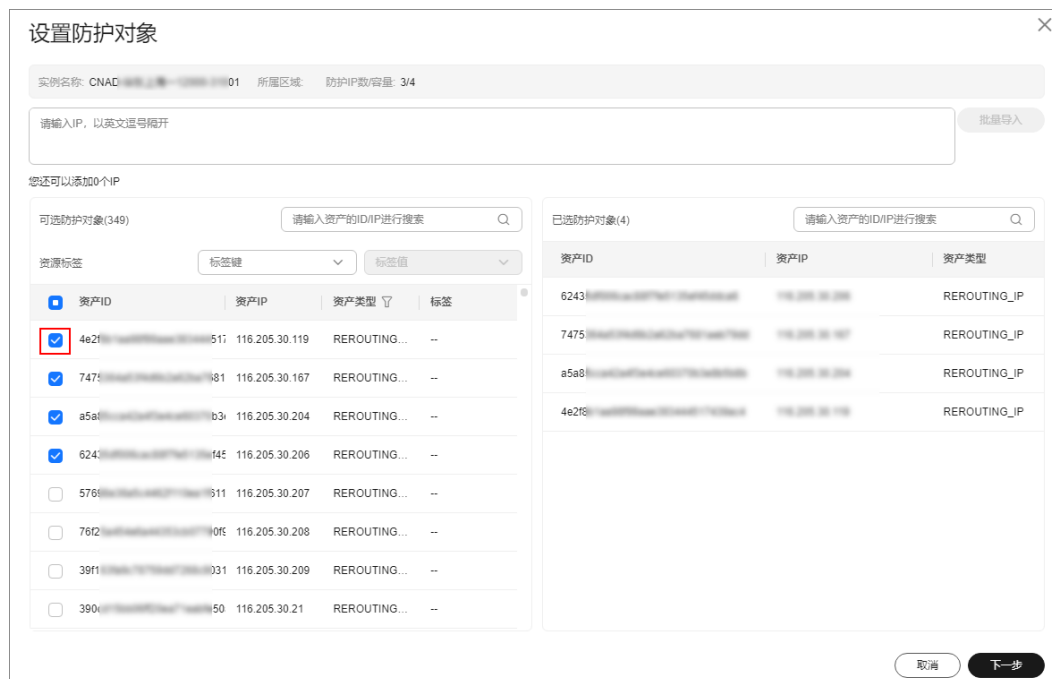 设置防护对象
实例名称: CNAD 01 所属区域: 防护IP数/容量: 3/4
请输入IP，以英文逗号隔开
批量导入
您还可以添加0个IP
可选防护对象(349)
请输入资产的ID/IP进行搜索
资源标签
标签键
标签值
资产ID 资产IP 资产类型 标签
4e2f 517 116.205.30.119 REROUTING... --
7475 681 116.205.30.167 REROUTING... --
a5a8 b3 116.205.30.204 REROUTING... --
6243 f45 116.205.30.206 REROUTING... --
5769 611 116.205.30.207 REROUTING... --
76f2 0f9 116.205.30.208 REROUTING... --
39f1 031 116.205.30.209 REROUTING... --
390 50 116.205.30.21 REROUTING... --
已选防护对象(4)
请输入资产的ID/IP进行搜索
资产ID 资产IP 资产类型
6243 REROUTING_IP
7475 REROUTING_IP
a5a8 REROUTING_IP
4e2f8 REROUTING_IP
取消
下一步